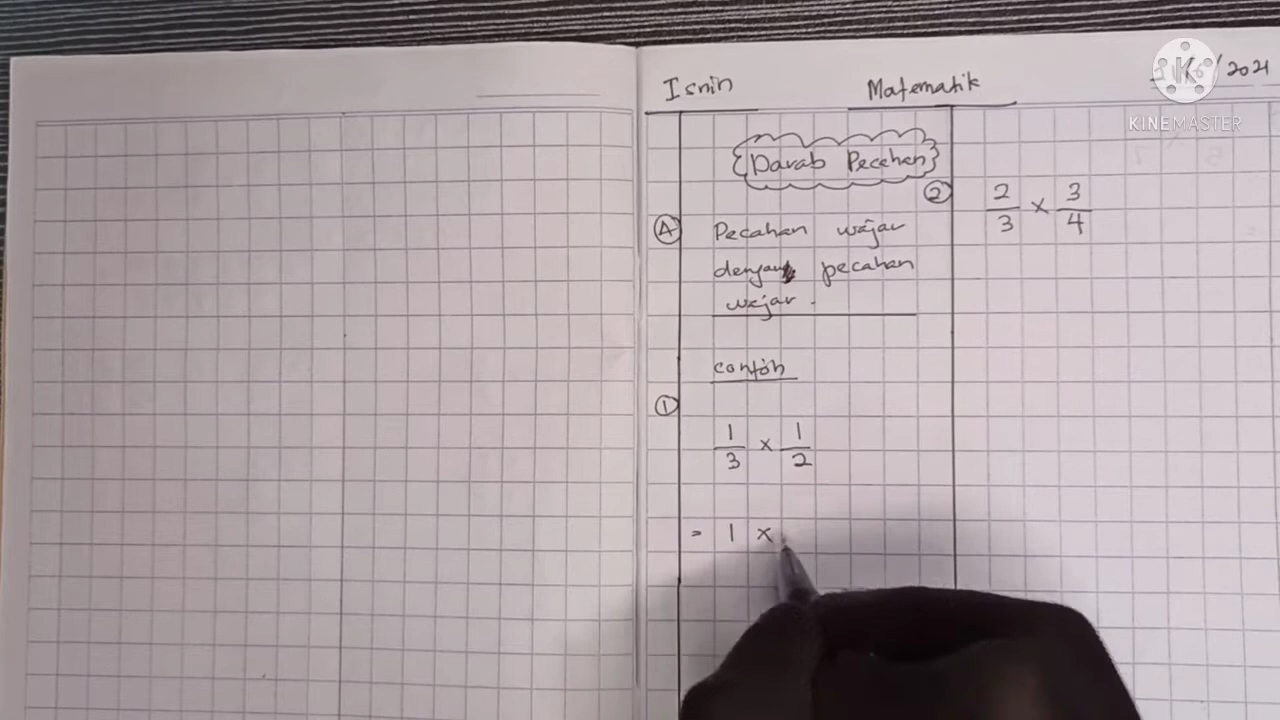 Isnin Matematik /2021
KINEMASTER
Darab Pecahan
A Pecahan wajar
dengan pecahan
wajar.
contoh
1
1/3 × 1/2
= 1 ×
2 2/3 × 3/4